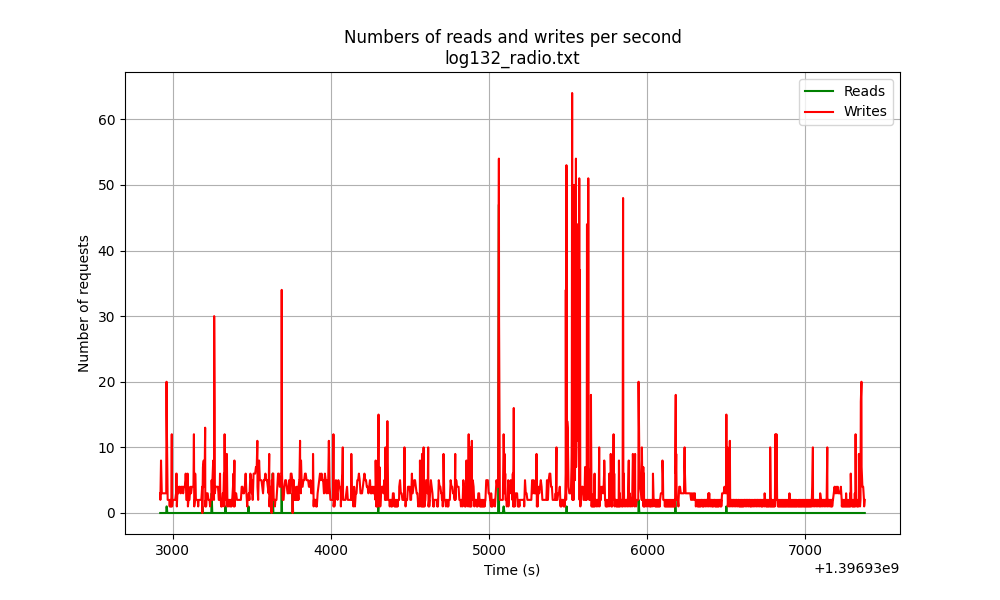 Numbers of reads and writes per second
log132_radio.txt
Reads
Writes
Number of requests
60
50
40
30
20
10
0
3000 4000 5000 6000 7000
Time (s)
+1.39693e9